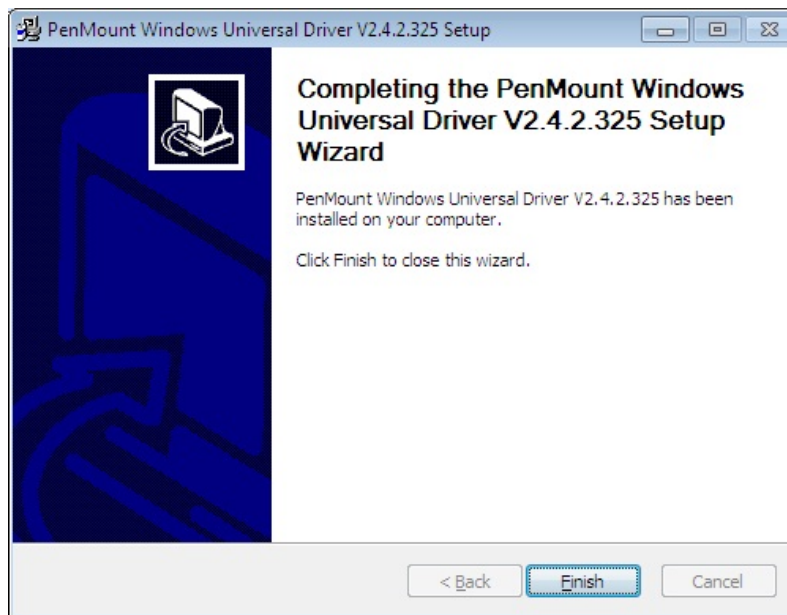 PenMount Windows Universal Driver V2.4.2.325 Setup
Completing the PenMount Windows
Universal Driver V2.4.2.325 Setup
Wizard
PenMount Windows Universal Driver V2.4.2.325 has been
installed on your computer.
Click Finish to close this wizard.
< Back
Finish
Cancel